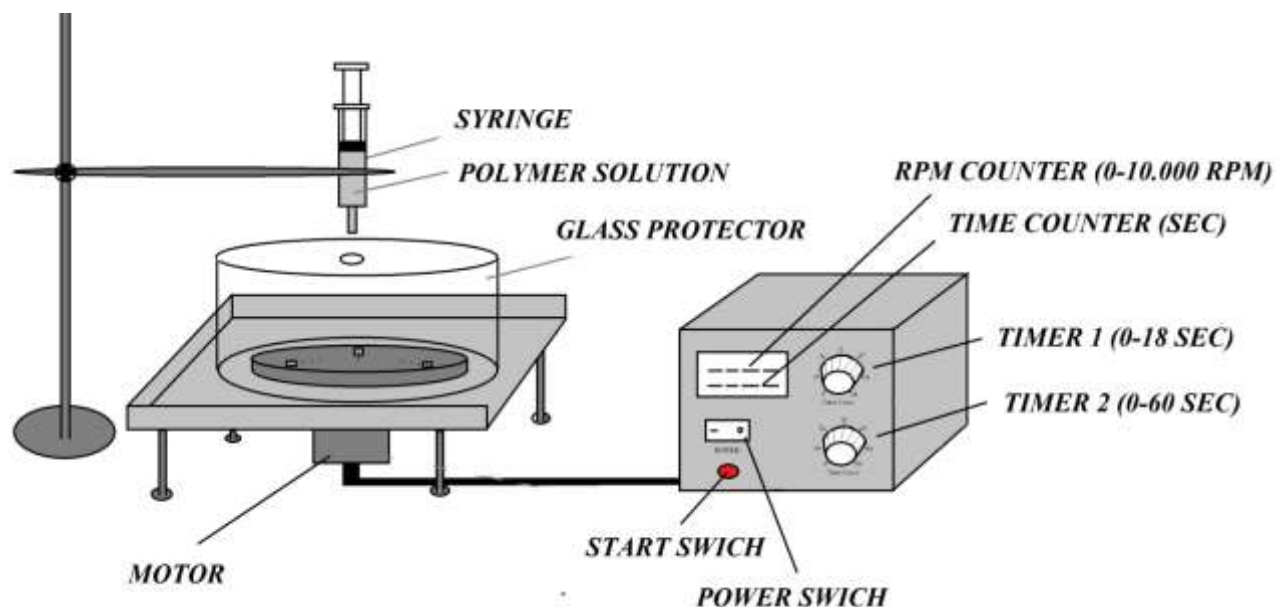 SYRINGE
POLYMER SOLUTION
GLASS PROTECTOR
RPM COUNTER (0-10.000 RPM)
TIME COUNTER (SEC)
TIMER 1 (0-18 SEC)
TIMER 2 (0-60 SEC)
START SWICH
POWER SWICH
MOTOR